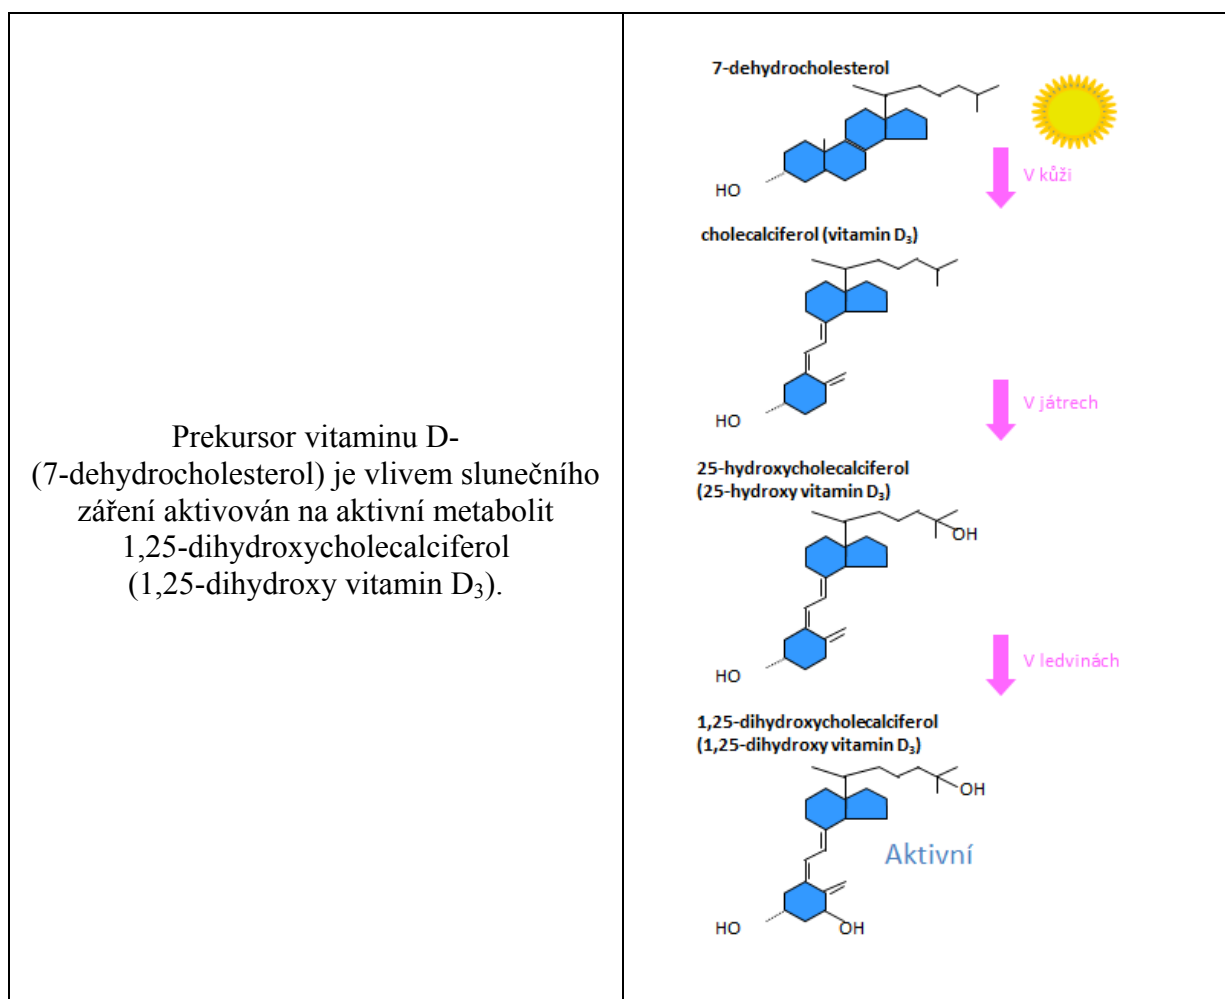 Prekursor vitaminu D-
(7-dehydrocholesterol) je vlivem slunečního
záření aktivován na aktivní metabolit
1,25-dihydroxycholecalciferol
(1,25-dihydroxy vitamin D₃).
7-dehydrocholesterol
HO
V kůži
cholecalciferol (vitamin D₃)
HO
V játrech
25-hydroxycholecalciferol
(25-hydroxy vitamin D₃)
OH
HO
V ledvinách
1,25-dihydroxycholecalciferol
(1,25-dihydroxy vitamin D₃)
OH
Aktivní
HO
OH